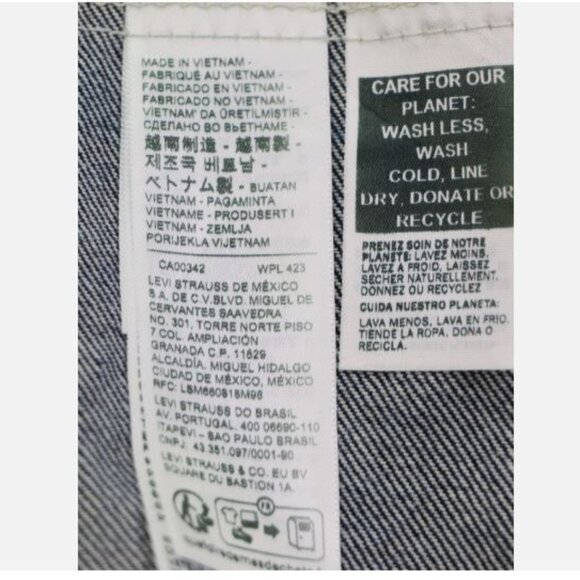 MADE IN VIETNAM -
FABRIQUÉ AU VIETNAM -
FABRICADO EN VIETNAM -
FABRICADO NO VIETNAM -
VIETNAM' DA ÜRETILMISTIR -
СДЕЛАНО ВО ВЬЕТНАМЕ -
越南制造 - 越南製 -
제조국 베트남 -
ベトナム製 - BUATAN
VIETNAM - PAGAMINTA
VIETNAME - PRODUSERT I
VIETNAM - ZEMLJA
PORIJEKLA VIJETNAM
CA00342 WPL 423
LEVI STRAUSS DE MÉXICO
S.A. DE C.V.BLVD. MIGUEL DE
CERVANTES SAAVEDRA
NO. 301, TORRE NORTE PISO
7 COL. AMPLIACIÓN
GRANADA C.P. 11529
ALCALDÍA. MIGUEL HIDALGO
CIUDAD DE MÉXICO, MÉXICO
RFC:
LEVI STRAUSS DO BRASIL
AV. PORTUGAL. 400 06690-110
ITAPEVI - SAO PAULO BRASIL
CNPJ: 43.351.097/0001-90
LEVI STRAUSS & CO. EU BV
SQUARE DU BASTION 1A.
FR
CARE FOR OUR
PLANET:
WASH LESS,
WASH
COLD, LINE
DRY, DONATE OR
RECYCLE
PRENEZ SOIN DE NOTRE
PLANETE: LAVEZ MOINS,
LAVEZ A FROID, LAISSEZ
SECHER NATURELLEMENT,
DONNEZ OU RECYCLEZ
CUIDA NUESTRO PLANETA:
LAVA MENOS, LAVA EN FRIO,
TIENDE LA ROPA, DONA O
RECICLA.